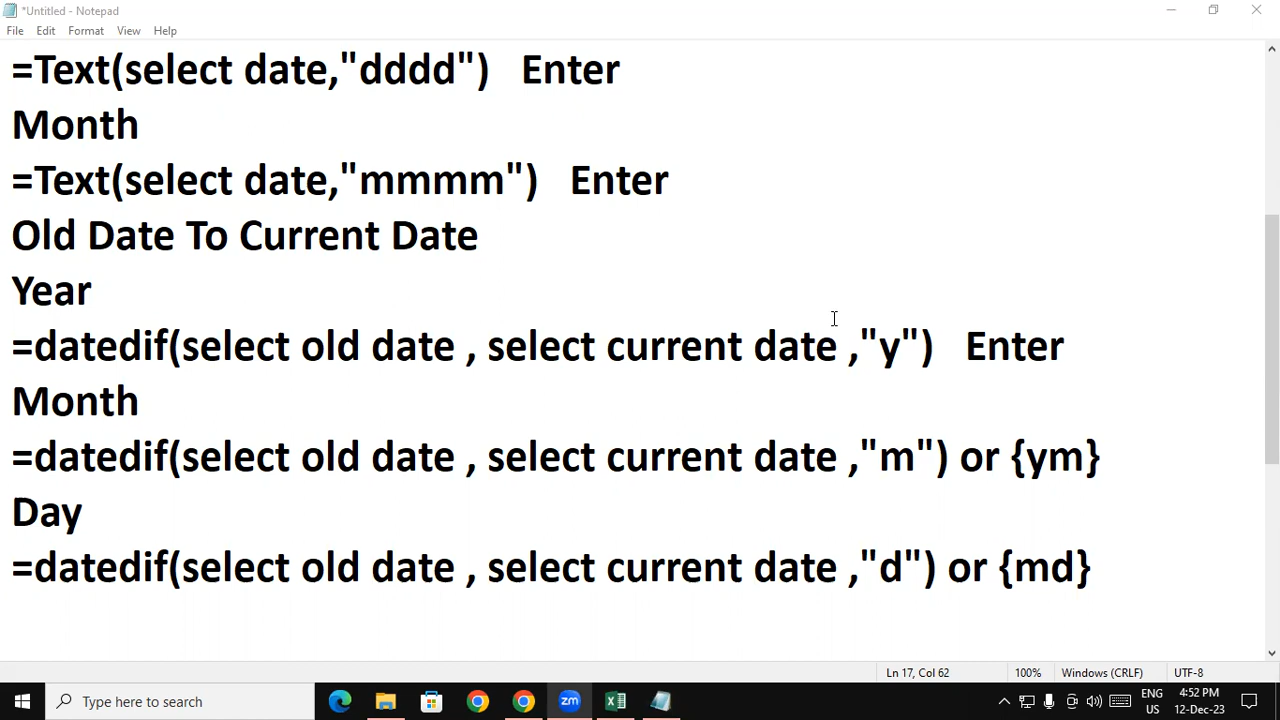 *Untitled - Notepad
File Edit Format View Help
=Text(select date,"dddd") Enter
Month
=Text(select date,"mmmm") Enter
Old Date To Current Date
Year
=datedif(select old date , select current date ,"y") Enter
Month
=datedif(select old date , select current date ,"m") or {ym}
Day
=datedif(select old date , select current date ,"d") or {md}
Ln 17, Col 62 100% Windows (CRLF) UTF-8
Type here to search zm ENG US 4:52 PM 12-Dec-23